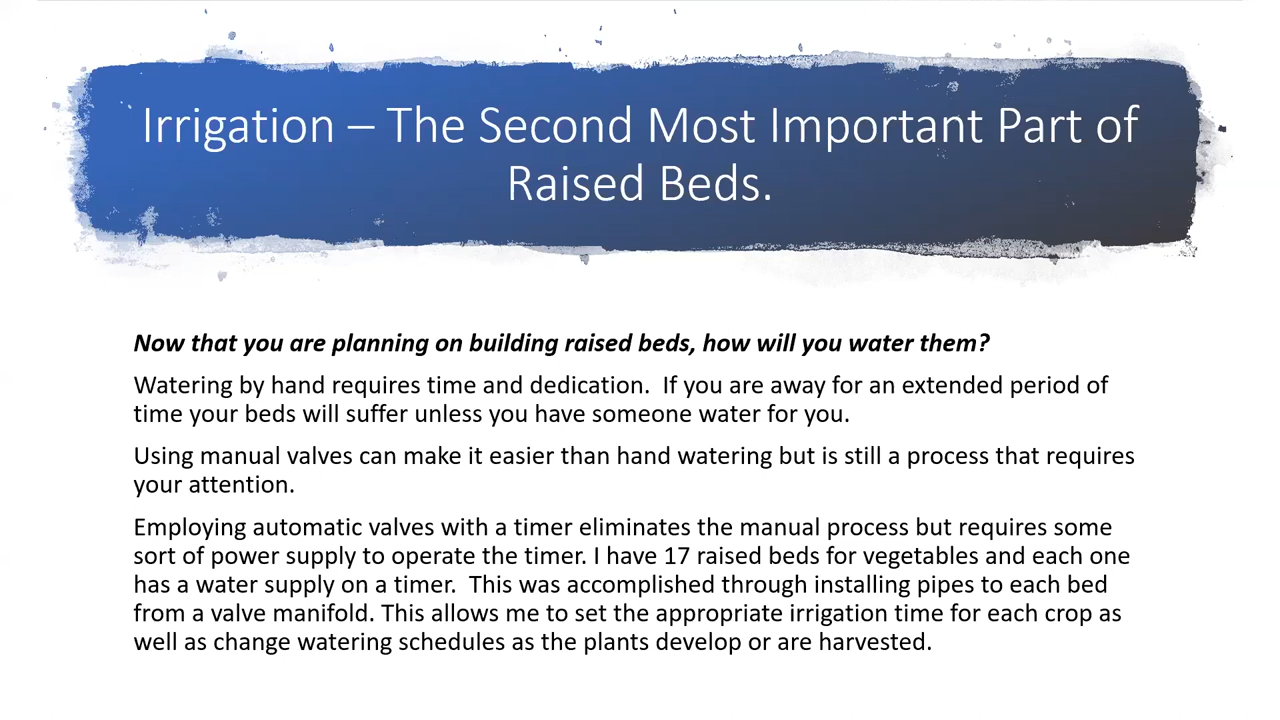 Irrigation – The Second Most Important Part of
Raised Beds.
Now that you are planning on building raised beds, how will you water them?
Watering by hand requires time and dedication.  If you are away for an extended period of
time your beds will suffer unless you have someone water for you.
Using manual valves can make it easier than hand watering but is still a process that requires
your attention.
Employing automatic valves with a timer eliminates the manual process but requires some
sort of power supply to operate the timer. I have 17 raised beds for vegetables and each one
has a water supply on a timer.  This was accomplished through installing pipes to each bed
from a valve manifold. This allows me to set the appropriate irrigation time for each crop as
well as change watering schedules as the plants develop or are harvested.